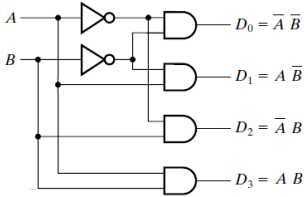 A
B
D₀ = A̅ B̅
D₁ = A B̅
D₂ = A̅ B
D₃ = A B